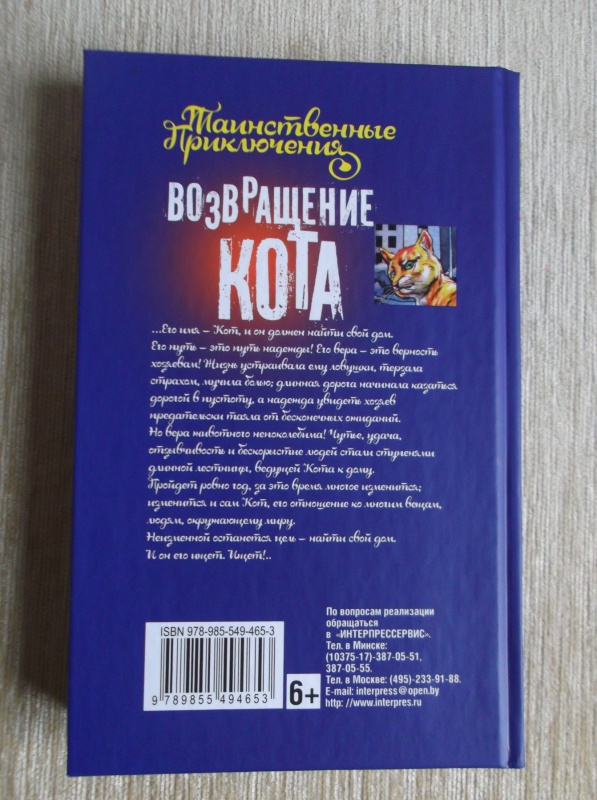 Таинственные
Приключения
ВОЗВРАЩЕНИЕ
КОТА
...Его имя – Кот, и он должен найти свой дом.
Его путь – это путь надежды! Его вера – это верность
хозяевам! Жизнь устраивала ему ловушки, терзала
страхом, мучила болью; длинная дорога начинала казаться
дорогой в пустоту, а надежда увидеть хозяев
предательски таяла от бесконечных ожиданий.
Но вера животного непоколебима! Чутье, удача,
отзывчивость и бескорыстие людей стали ступенями
длинной лестницы, ведущей Кота к дому.
Пройдет ровно год, за это время многое изменится;
изменится и сам Кот, его отношение ко многим вещам,
людям, окружающему миру.
Неизменной останется цель – найти свой дом.
И он его ищет. Ищет!..
ISBN 978-985-549-465-3
9 789855 494653
6+
По вопросам реализации
обращаться
в «ИНТЕРПРЕССЕРВИС».
Тел. в Минске:
(10375-17)-387-05-51,
387-05-55.
Тел. в Москве: (495)-233-91-88.
E-mail: interpress@open.by
http://www.interpres.ru